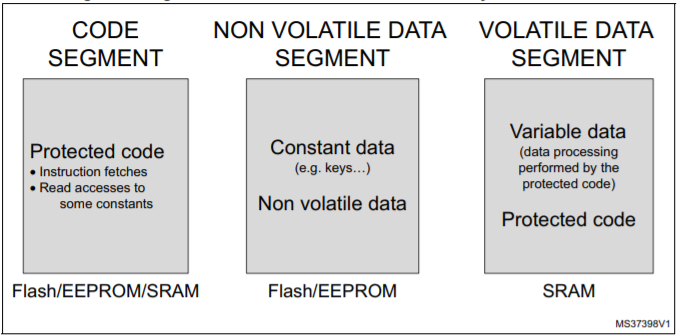 CODE
SEGMENT
Protected code
• Instruction fetches
• Read accesses to
some constants
Flash/EEPROM/SRAM
NON VOLATILE DATA
SEGMENT
Constant data
(e.g. keys…)
Non volatile data
Flash/EEPROM
VOLATILE DATA
SEGMENT
Variable data
(data processing
performed by the
protected code)
Protected code
SRAM
MS37398V1